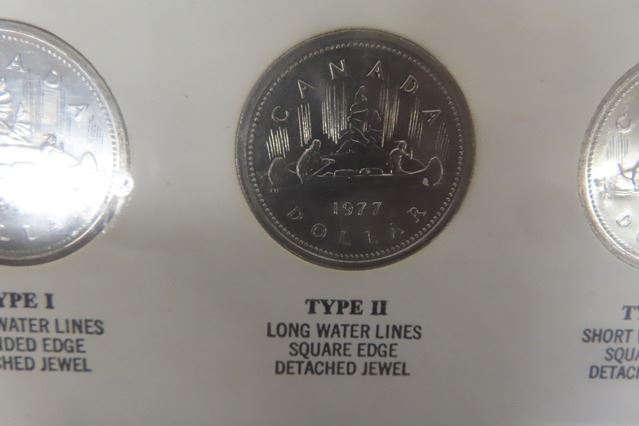 CANADA
1977
DOLLAR
YPE I
WATER LINES
NDED EDGE
CHED JEWEL
TYPE II
LONG WATER LINES
SQUARE EDGE
DETACHED JEWEL
TY
SHORT
SQUA
DETAC